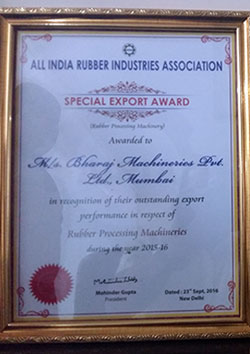 ALL INDIA RUBBER INDUSTRIES ASSOCIATION
SPECIAL EXPORT AWARD
(Rubber Processing Machinery)
Awarded to
M/s. Bharaj Machineries Pvt.
Ltd., Mumbai
in recognition of their outstanding export
performance in respect of
Rubber Processing Machineries
during the year 2015-16
Mohinder Gupta
President
Dated : 23rd Sept, 2016
New Delhi